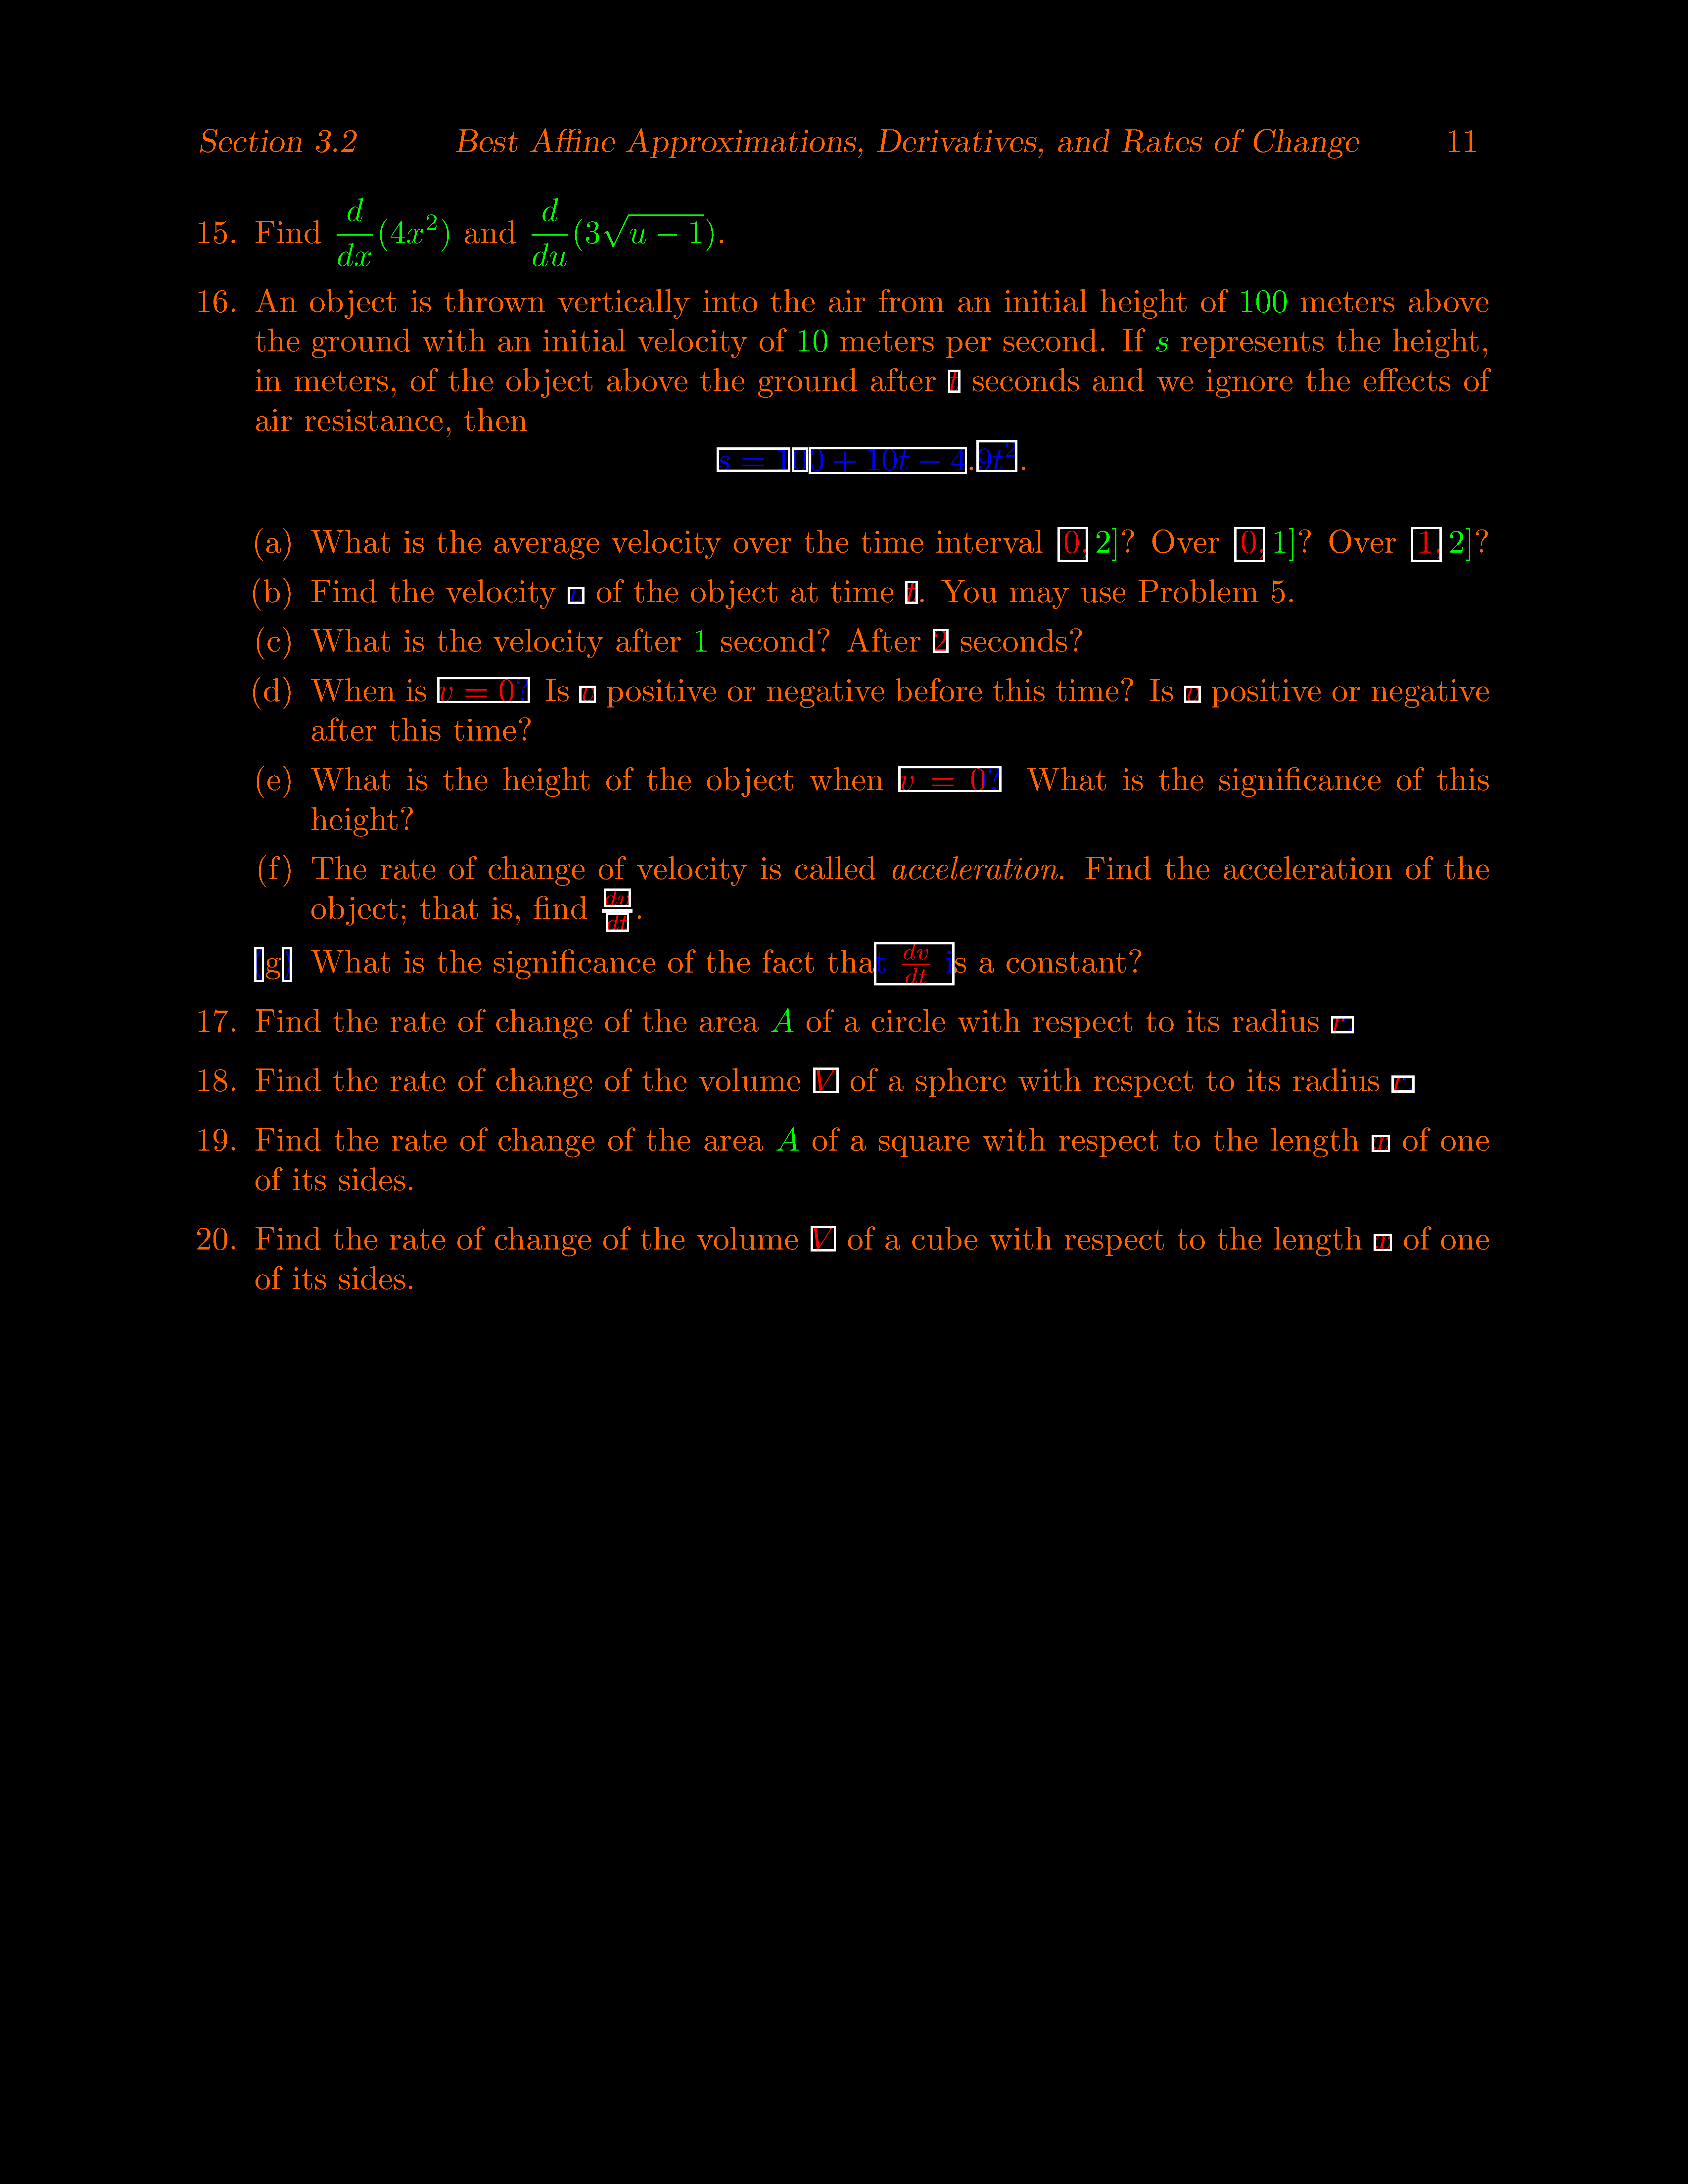 Section 3.2 Best Affine Approximations, Derivatives, and Rates of Change 11
15. Find d/dx (4x²) and d/du (3√(u − 1)).
16. An object is thrown vertically into the air from an initial height of 100 meters above
the ground with an initial velocity of 10 meters per second. If s represents the height,
in meters, of the object above the ground after t seconds and we ignore the effects of
air resistance, then
s = 100 + 10t − 4.9t².
(a) What is the average velocity over the time interval [0, 2]? Over [0, 1]? Over [1, 2]?
(b) Find the velocity v of the object at time t. You may use Problem 5.
(c) What is the velocity after 1 second? After 2 seconds?
(d) When is v = 0? Is v positive or negative before this time? Is v positive or negative
after this time?
(e) What is the height of the object when v = 0? What is the significance of this
height?
(f) The rate of change of velocity is called acceleration. Find the acceleration of the
object; that is, find dv/dt.
(g) What is the significance of the fact that dv/dt is a constant?
17. Find the rate of change of the area A of a circle with respect to its radius r.
18. Find the rate of change of the volume V of a sphere with respect to its radius r.
19. Find the rate of change of the area A of a square with respect to the length of one
of its sides.
20. Find the rate of change of the volume V of a cube with respect to the length of one
of its sides.